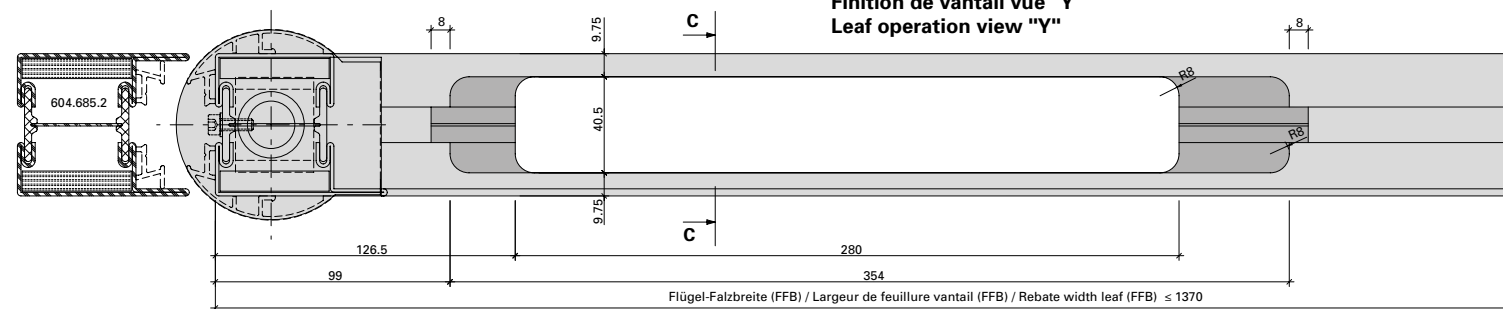 Finition de vantail vue "Y"
Leaf operation view "Y"
8
9.75
C
8
R8
604.685.2
40.5
R8
9.75
C
126.5
280
99
354
Flügel-Falzbreite (FFB) / Largeur de feuillure vantail (FFB) / Rebate width leaf (FFB) ≤ 1370